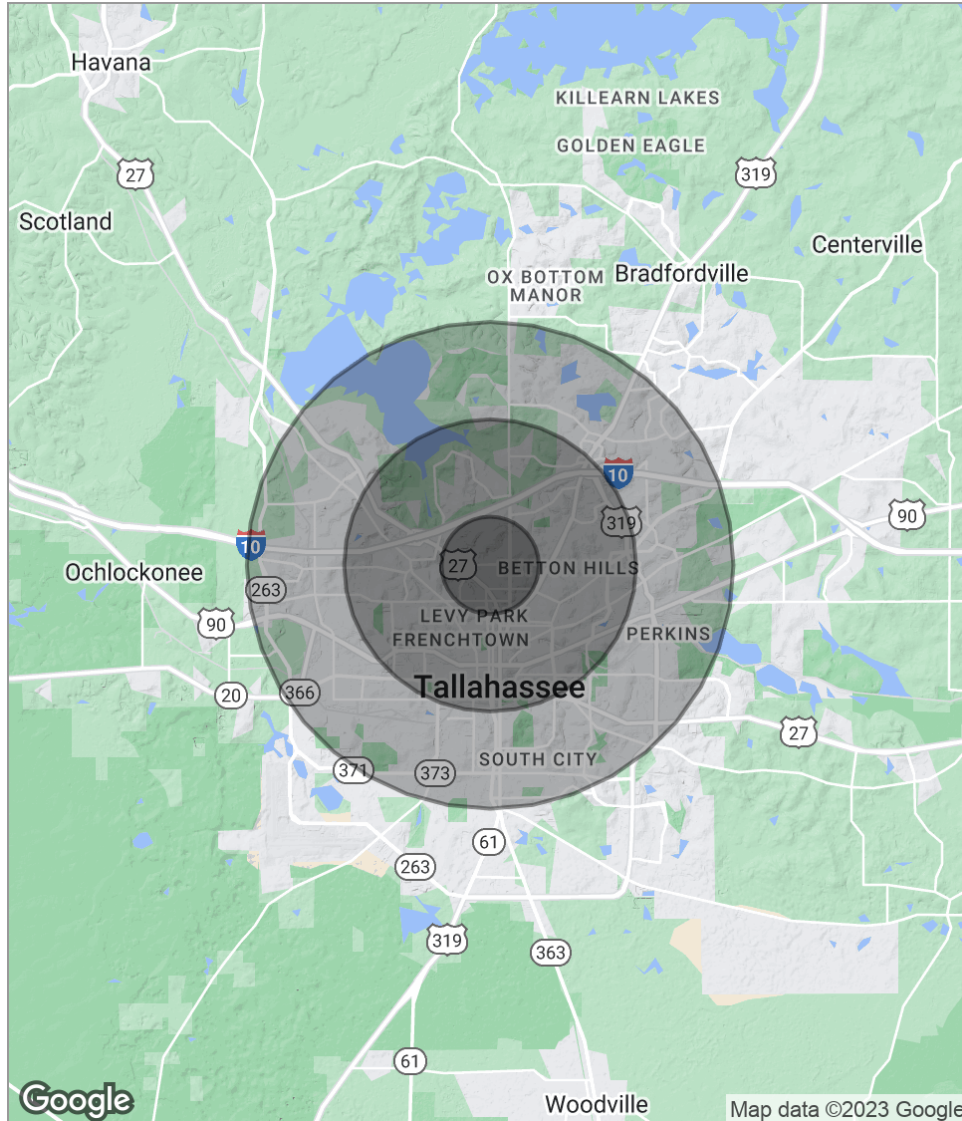 Havana
KILLEARN LAKES
GOLDEN EAGLE
27
319
Scotland
Centerville
OX BOTTOM
MANOR
Bradfordville
10
90
319
10
27
BETTON HILLS
Ochlockonee
263
LEVY PARK
90
FRENCHTOWN
PERKINS
Tallahassee
366
20
27
SOUTH CITY
371
373
61
263
319
363
61
Google
Woodville
Map data ©2023 Google